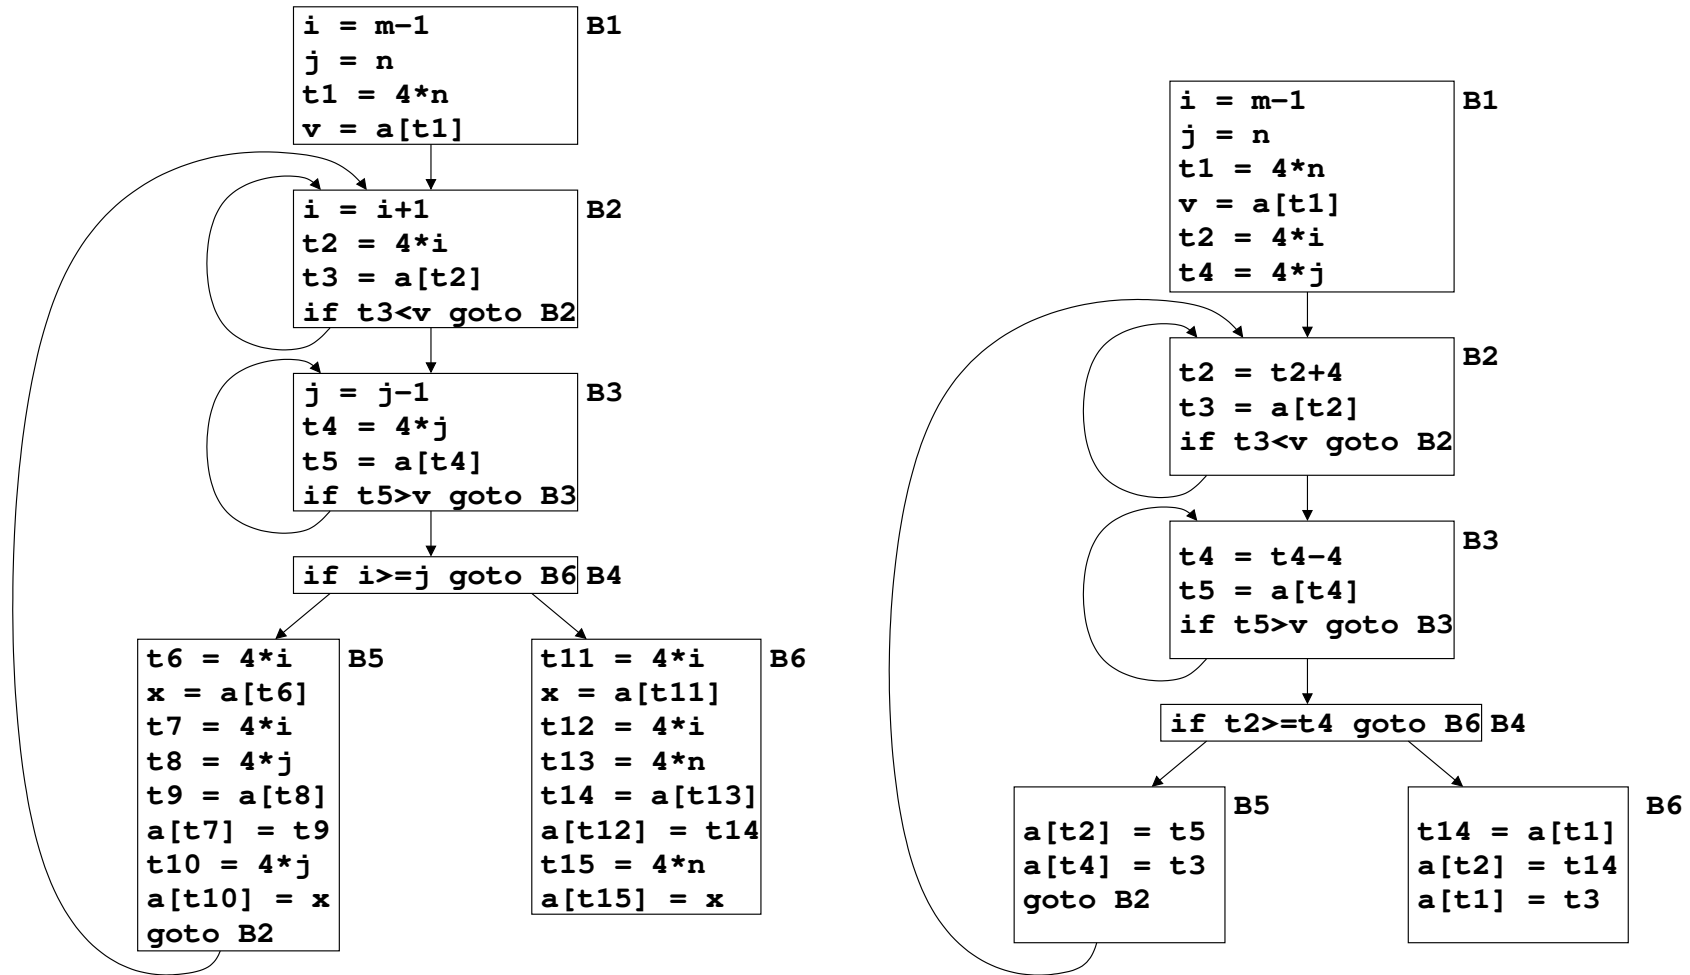 i = m-1
j = n
t1 = 4*n
v = a[t1]
B1
i = i+1
t2 = 4*i
t3 = a[t2]
if t3<v goto B2
B2
j = j-1
t4 = 4*j
t5 = a[t4]
if t5>v goto B3
B3
if i>=j goto B6
B4
t6 = 4*i
x = a[t6]
t7 = 4*i
t8 = 4*j
t9 = a[t8]
a[t7] = t9
t10 = 4*j
a[t10] = x
goto B2
B5
t11 = 4*i
x = a[t11]
t12 = 4*i
t13 = 4*n
t14 = a[t13]
a[t12] = t14
t15 = 4*n
a[t15] = x
B6
i = m-1
j = n
t1 = 4*n
v = a[t1]
t2 = 4*i
t4 = 4*j
B1
t2 = t2+4
t3 = a[t2]
if t3<v goto B2
B2
t4 = t4-4
t5 = a[t4]
if t5>v goto B3
B3
if t2>=t4 goto B6
B4
a[t2] = t5
a[t4] = t3
goto B2
B5
t14 = a[t1]
a[t2] = t14
a[t1] = t3
B6